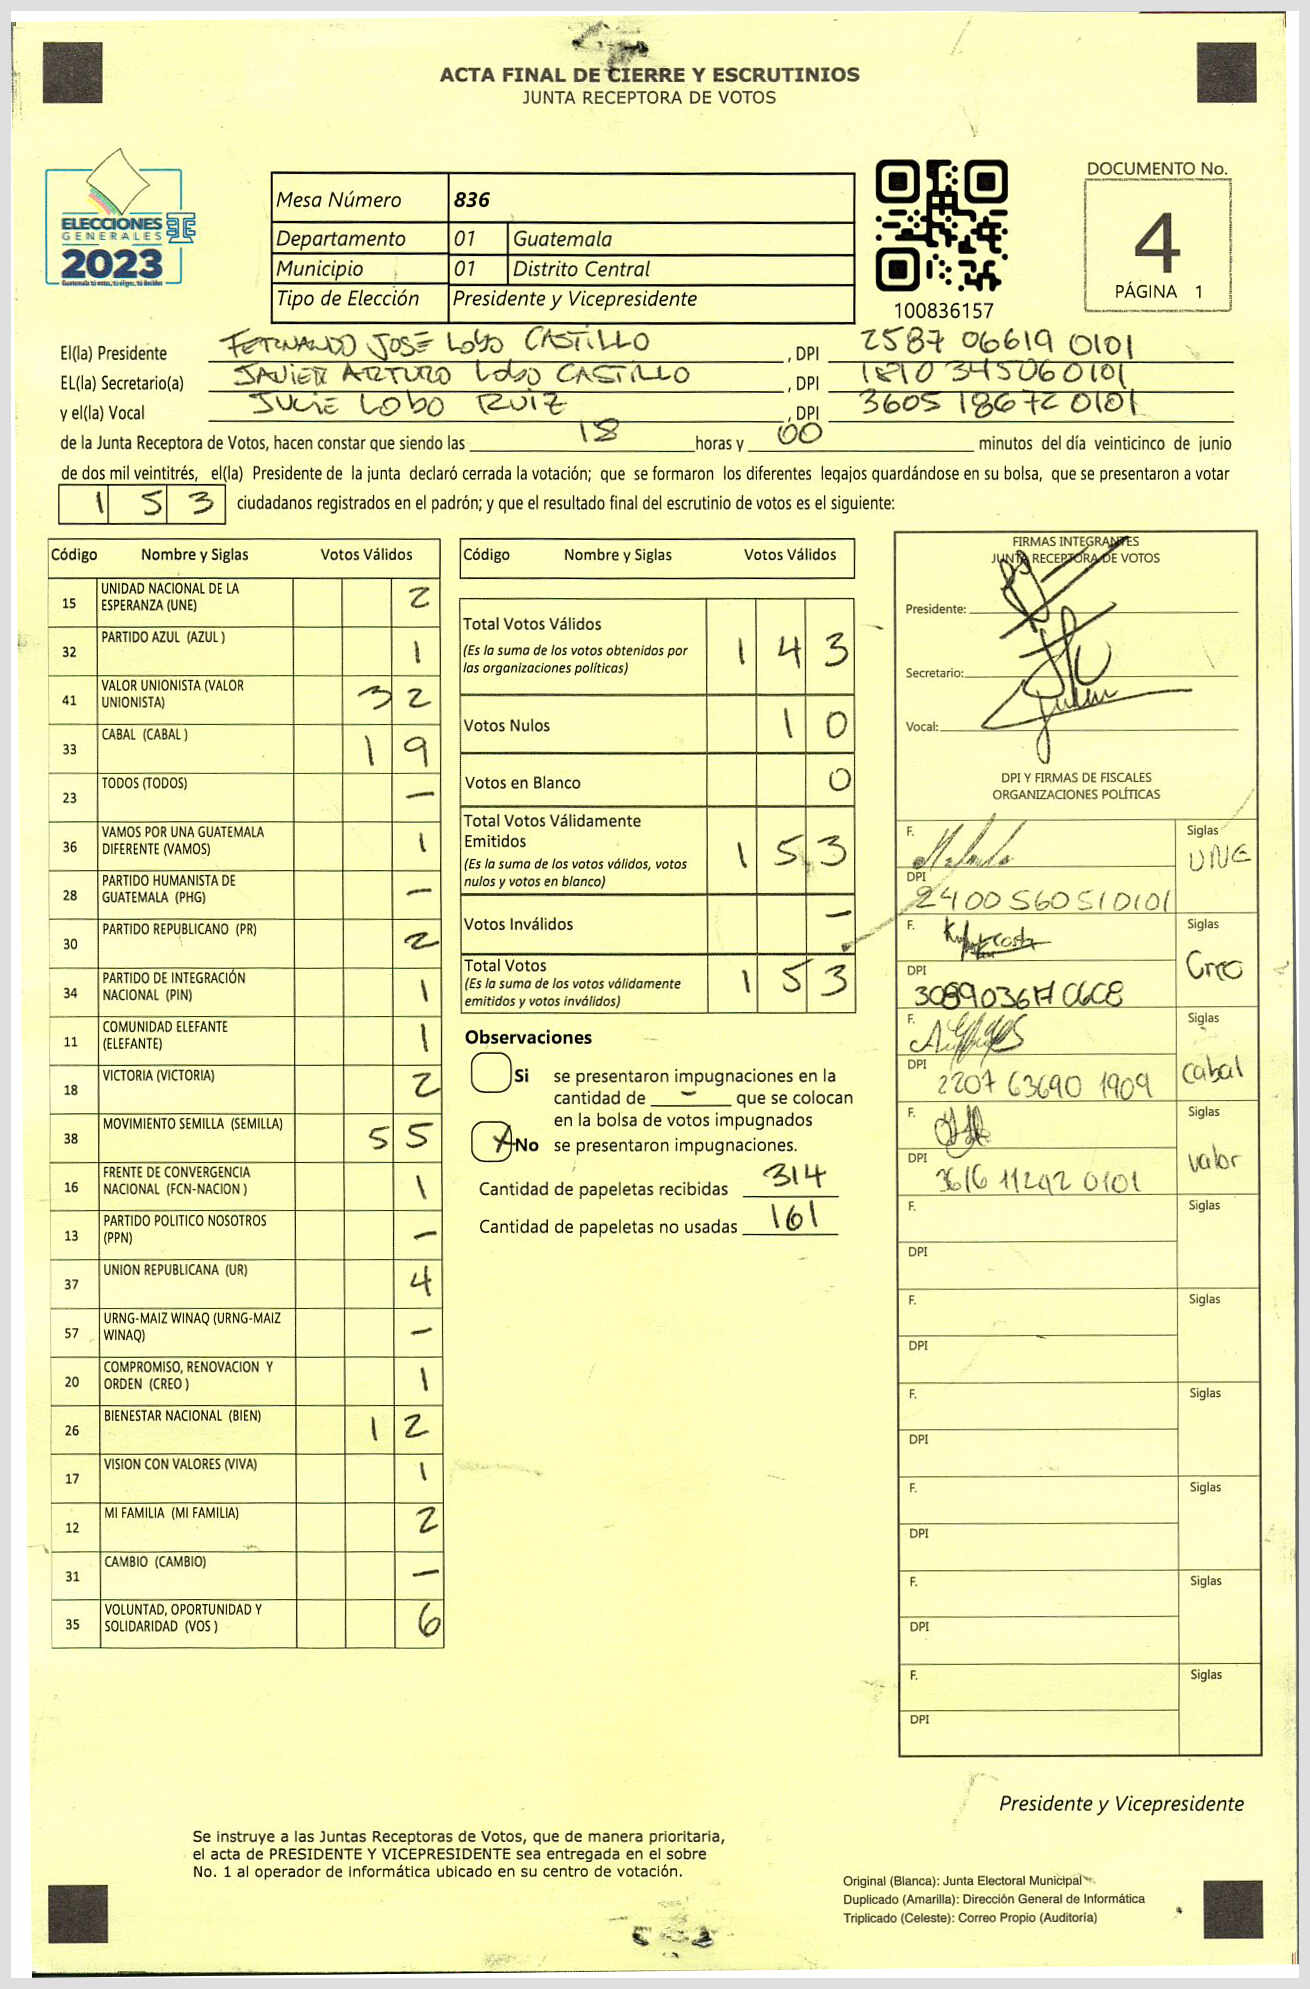 ACTA FINAL DE CIERRE Y ESCRUTINIOS
JUNTA RECEPTORA DE VOTOS
ELECCIONES
GENERALES
2023
Mesa Número 836
Departamento 01 Guatemala
Municipio 01 Distrito Central
Tipo de Elección Presidente y Vicepresidente
100836157
DOCUMENTO No.
4
PÁGINA 1
El(la) Presidente FERNANDO JOSE LOBO CASTILLO , DPI 2587 06619 0101
EL(la) Secretario(a) JAVIER ARTURO LOBO CASTILLO , DPI 1810 34506 0101
y el(la) Vocal JULIE LOBO RUIZ , DPI 3605 18672 0101
de la Junta Receptora de Votos, hacen constar que siendo las 18 horas y 00 minutos del día veinticinco de junio
de dos mil veintitrés, el(la) Presidente de la junta declaró cerrada la votación; que se formaron los diferentes legajos guardándose en su bolsa, que se presentaron a votar
153 ciudadanos registrados en el padrón; y que el resultado final del escrutinio de votos es el siguiente:
Código Nombre y Siglas Votos Válidos
15 UNIDAD NACIONAL DE LA
ESPERANZA (UNE) 2
32 PARTIDO AZUL (AZUL ) 1
41 VALOR UNIONISTA (VALOR
UNIONISTA) 32
33 CABAL (CABAL ) 19
23 TODOS (TODOS) —
36 VAMOS POR UNA GUATEMALA
DIFERENTE (VAMOS) 1
28 PARTIDO HUMANISTA DE
GUATEMALA (PHG) —
30 PARTIDO REPUBLICANO (PR) 2
34 PARTIDO DE INTEGRACIÓN
NACIONAL (PIN) 1
11 COMUNIDAD ELEFANTE
(ELEFANTE) 1
18 VICTORIA (VICTORIA) 2
38 MOVIMIENTO SEMILLA (SEMILLA) 55
16 FRENTE DE CONVERGENCIA
NACIONAL (FCN-NACION ) 1
13 PARTIDO POLITICO NOSOTROS
(PPN) —
37 UNION REPUBLICANA (UR) 4
57 URNG-MAIZ WINAQ (URNG-MAIZ
WINAQ) —
20 COMPROMISO, RENOVACION Y
ORDEN (CREO ) 1
26 BIENESTAR NACIONAL (BIEN) 12
17 VISION CON VALORES (VIVA) 1
12 MI FAMILIA (MI FAMILIA) 2
31 CAMBIO (CAMBIO) —
35 VOLUNTAD, OPORTUNIDAD Y
SOLIDARIDAD (VOS ) 6
Código Nombre y Siglas Votos Válidos
Total Votos Válidos 143
(Es la suma de los votos obtenidos por
las organizaciones políticas)
Votos Nulos 10
Votos en Blanco 0
Total Votos Válidamente
Emitidos 153
(Es la suma de los votos válidos, votos
nulos y votos en blanco)
Votos Inválidos —
Total Votos 153
(Es la suma de los votos válidamente
emitidos y votos inválidos)
Observaciones
Si se presentaron impugnaciones en la
cantidad de — que se colocan
en la bolsa de votos impugnados
X No se presentaron impugnaciones.
Cantidad de papeletas recibidas 314
Cantidad de papeletas no usadas 161
FIRMAS INTEGRANTES
JUNTA RECEPTORA DE VOTOS
Presidente:
Secretario:
Vocal:
DPI Y FIRMAS DE FISCALES
ORGANIZACIONES POLÍTICAS
F. Siglas
UNE
DPI 2400 56051 0101
F. Siglas
Creo
DPI
F. Siglas
cabal
DPI 2207 63690 1909
F. Siglas
valor
DPI 3616 11292 0101
F. Siglas
DPI
F. Siglas
DPI
F. Siglas
DPI
F. Siglas
DPI
F. Siglas
DPI
F. Siglas
DPI
Presidente y Vicepresidente
Se instruye a las Juntas Receptoras de Votos, que de manera prioritaria,
el acta de PRESIDENTE Y VICEPRESIDENTE sea entregada en el sobre
No. 1 al operador de informática ubicado en su centro de votación.
Original (Blanca): Junta Electoral Municipal
Duplicado (Amarilla): Dirección General de Informática
Triplicado (Celeste): Correo Propio (Auditoría)